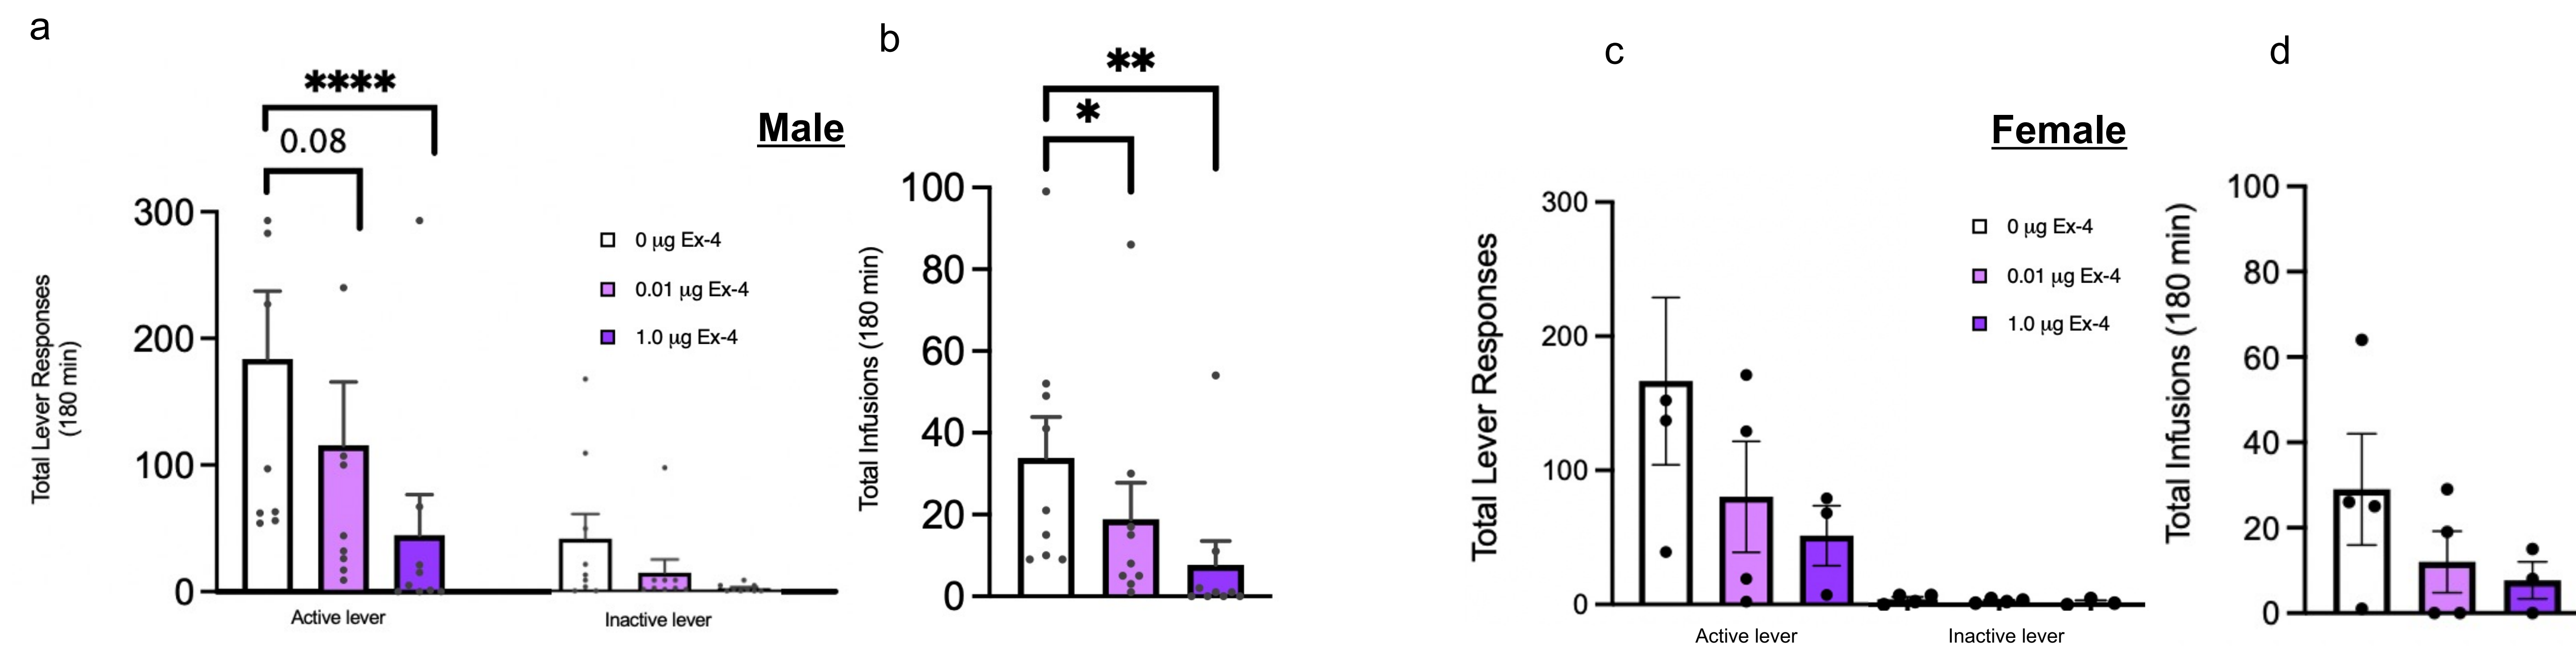 a
****
0.08
Male
300
200
100
0
Total Lever Responses
(180 min)
0 µg Ex-4
0.01 µg Ex-4
1.0 µg Ex-4
Active lever
Inactive lever
b
**
*
100
80
60
40
20
0
Total Infusions (180 min)
c
Female
300
200
100
0
Total Lever Responses
0 µg Ex-4
0.01 µg Ex-4
1.0 µg Ex-4
Active lever
Inactive lever
d
100
80
60
40
20
0
Total Infusions (180 min)